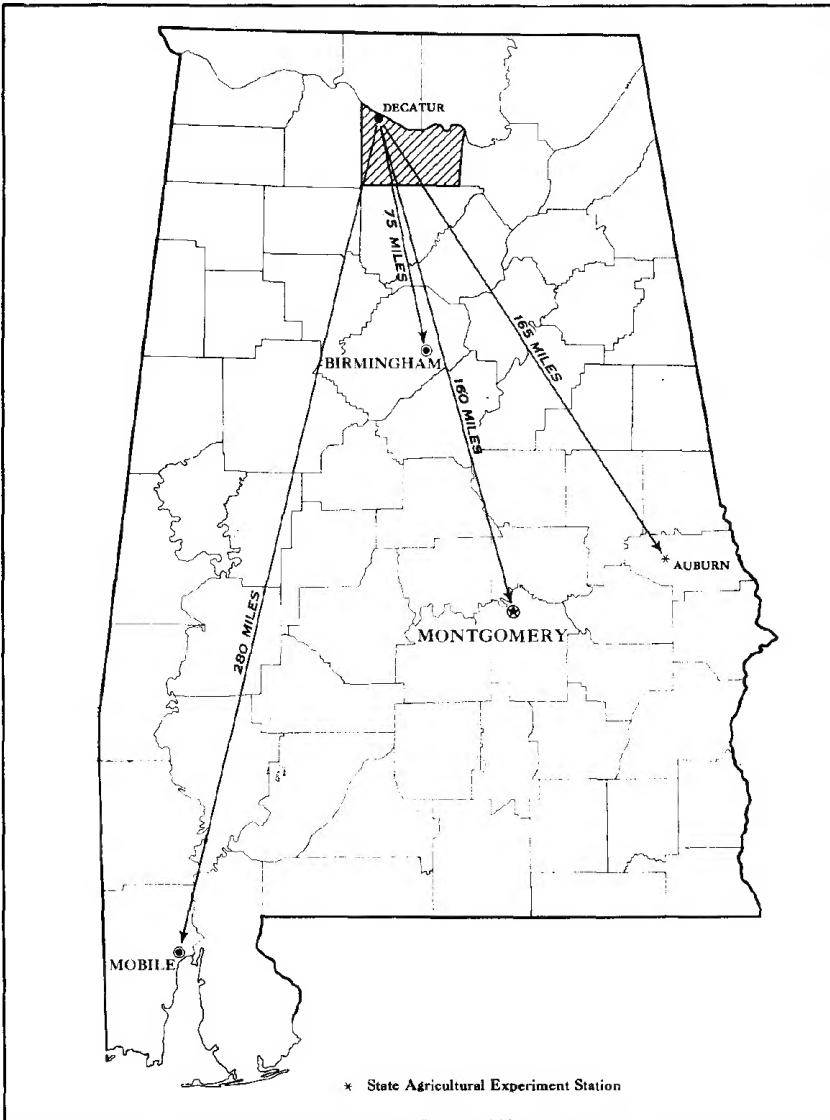 DECATUR
75 MILES
165 MILES
BIRMINGHAM
160 MILES
AUBURN
MONTGOMERY
280 MILES
MOBILE
* State Agricultural Experiment Station